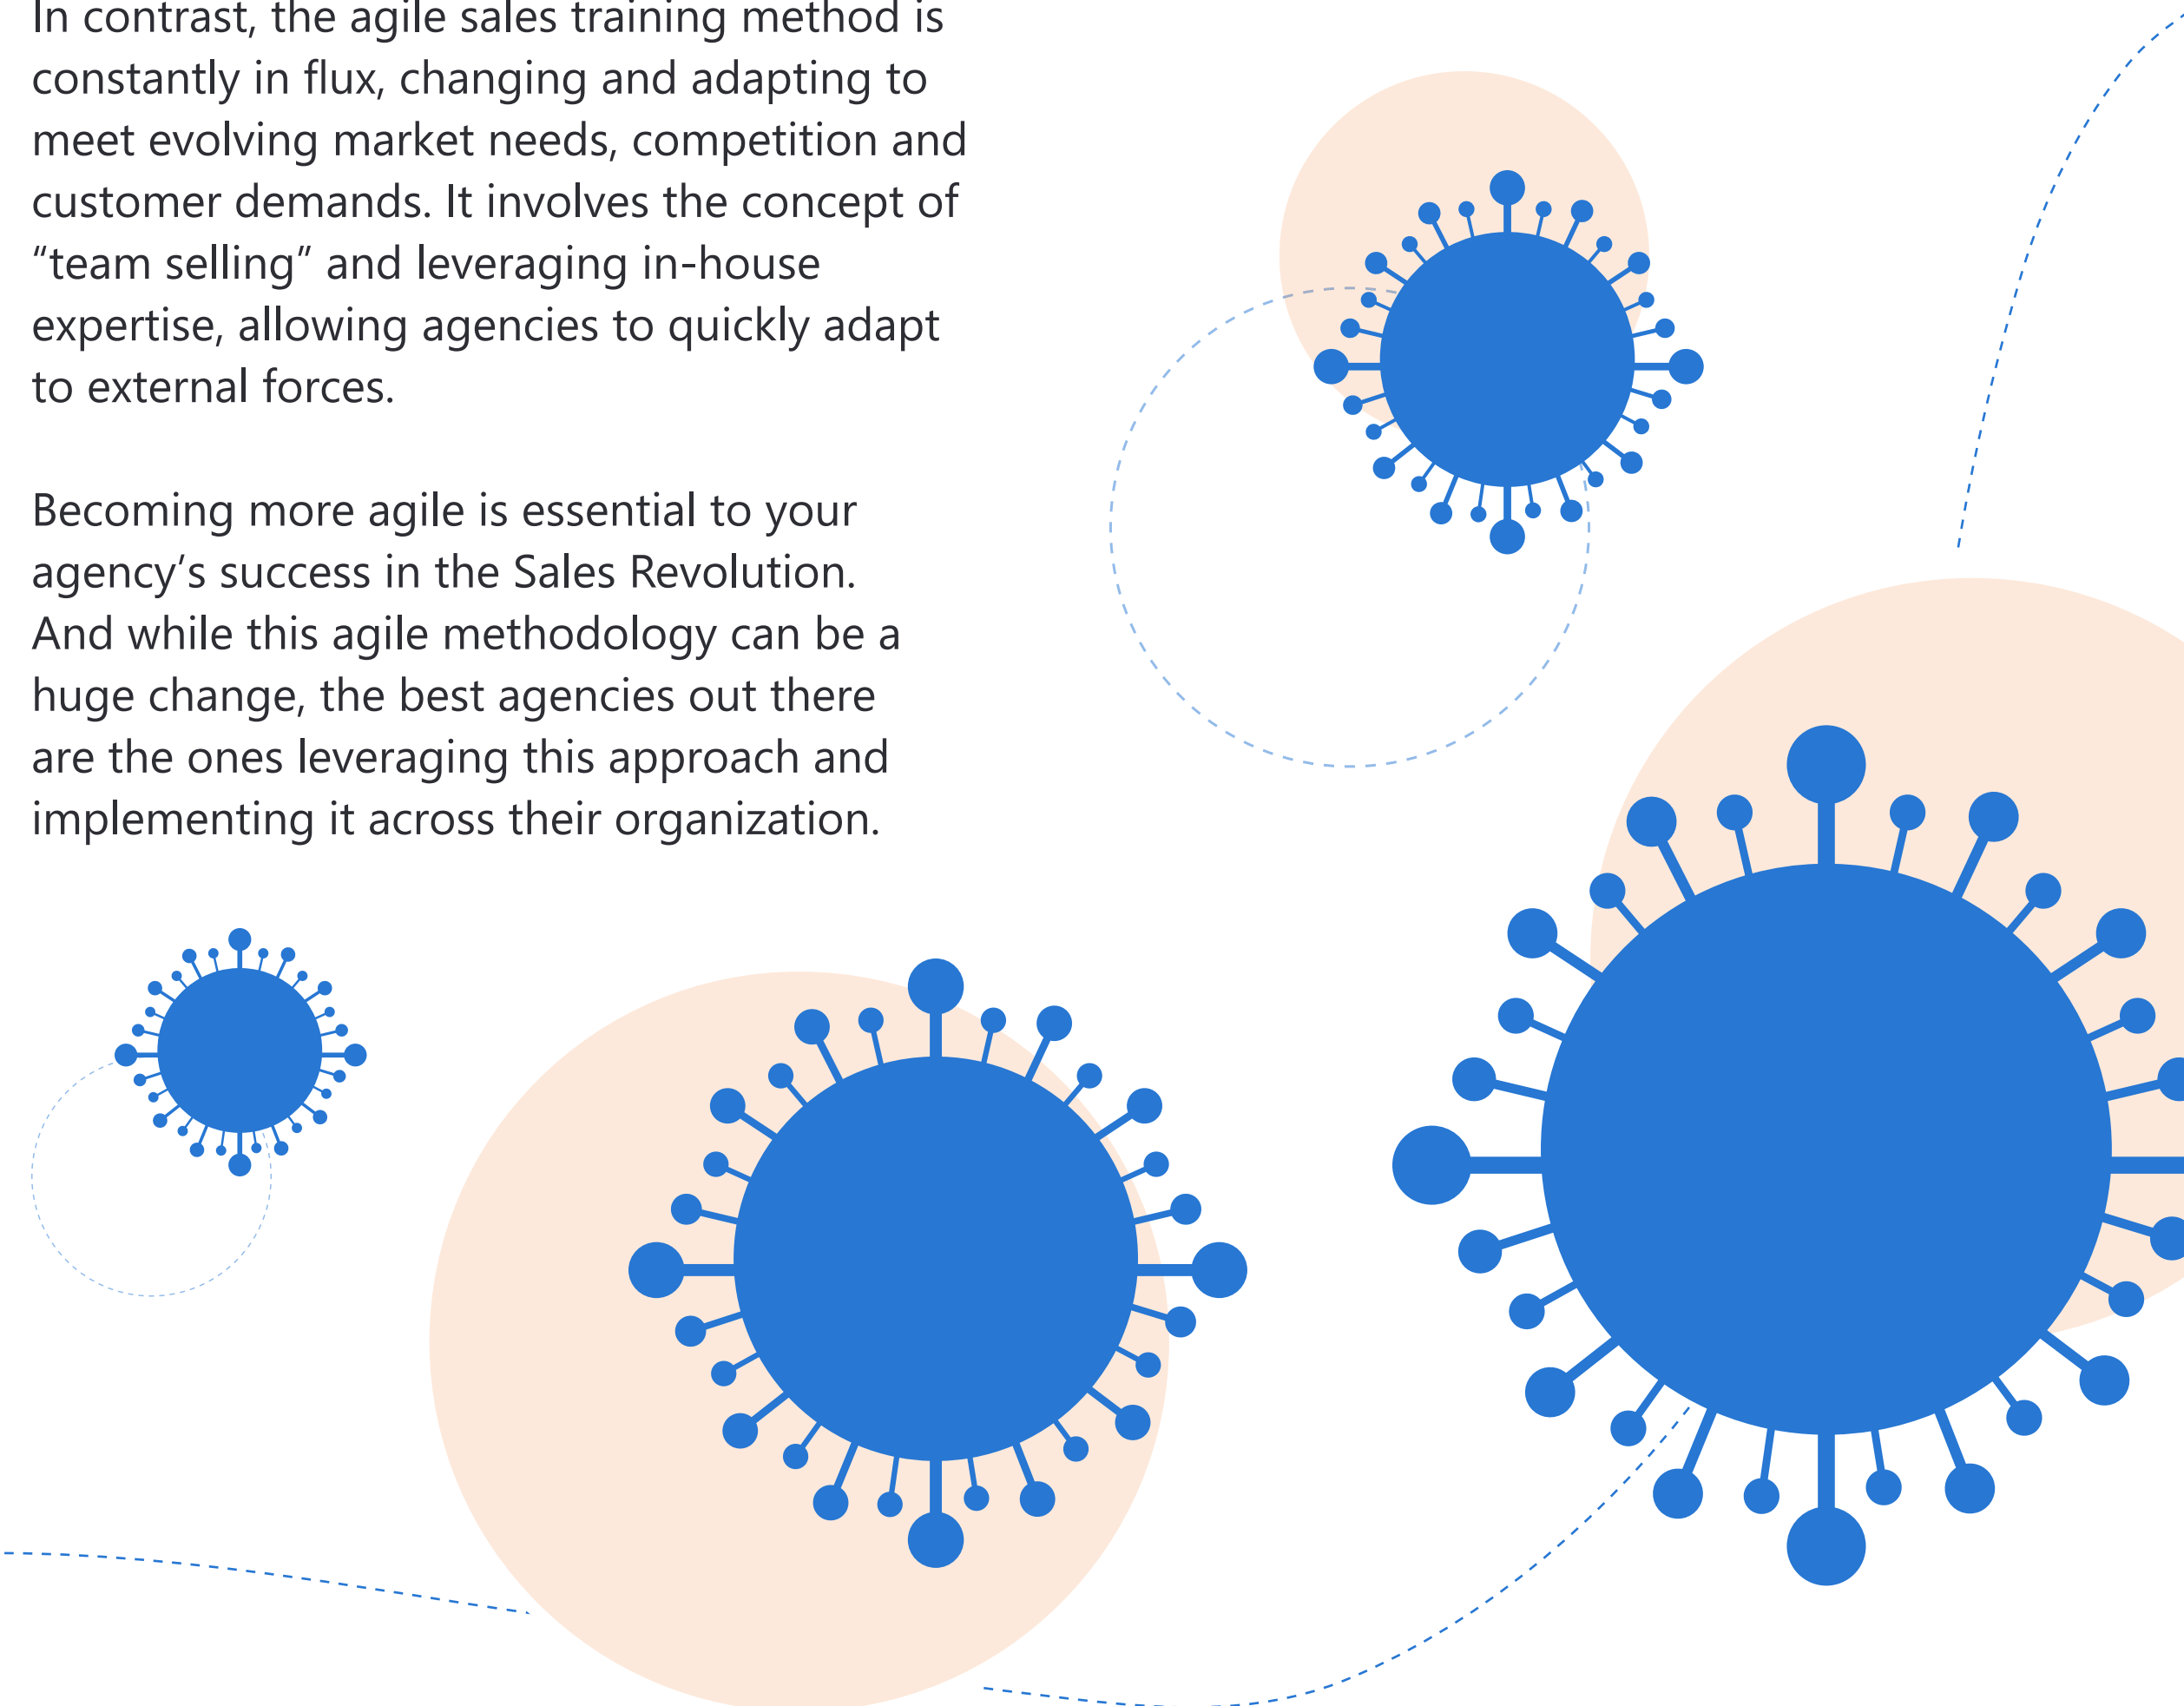 In contrast, the agile sales training method is
constantly in flux, changing and adapting to
meet evolving market needs, competition and
customer demands. It involves the concept of
“team selling” and leveraging in-house
expertise, allowing agencies to quickly adapt
to external forces.
Becoming more agile is essential to your
agency’s success in the Sales Revolution.
And while this agile methodology can be a
huge change, the best agencies out there
are the ones leveraging this approach and
implementing it across their organization.